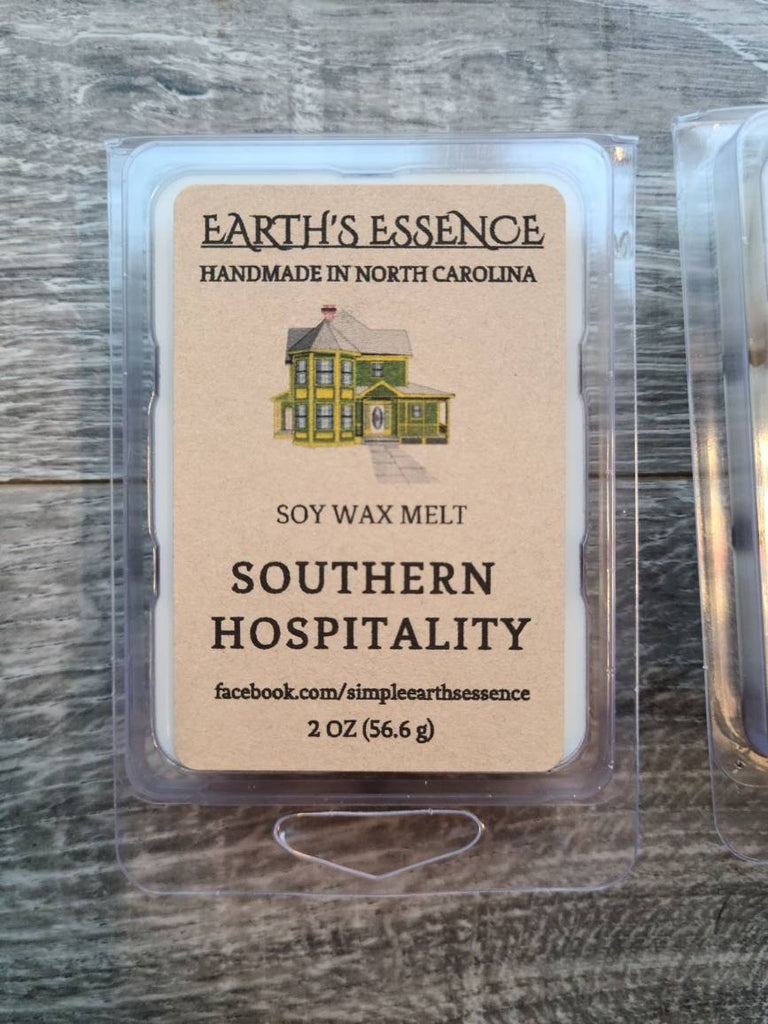 EARTH'S ESSENCE
HANDMADE IN NORTH CAROLINA
SOY WAX MELT
SOUTHERN
HOSPITALITY
facebook.com/simpleearthsessence
2 OZ (56.6 g)